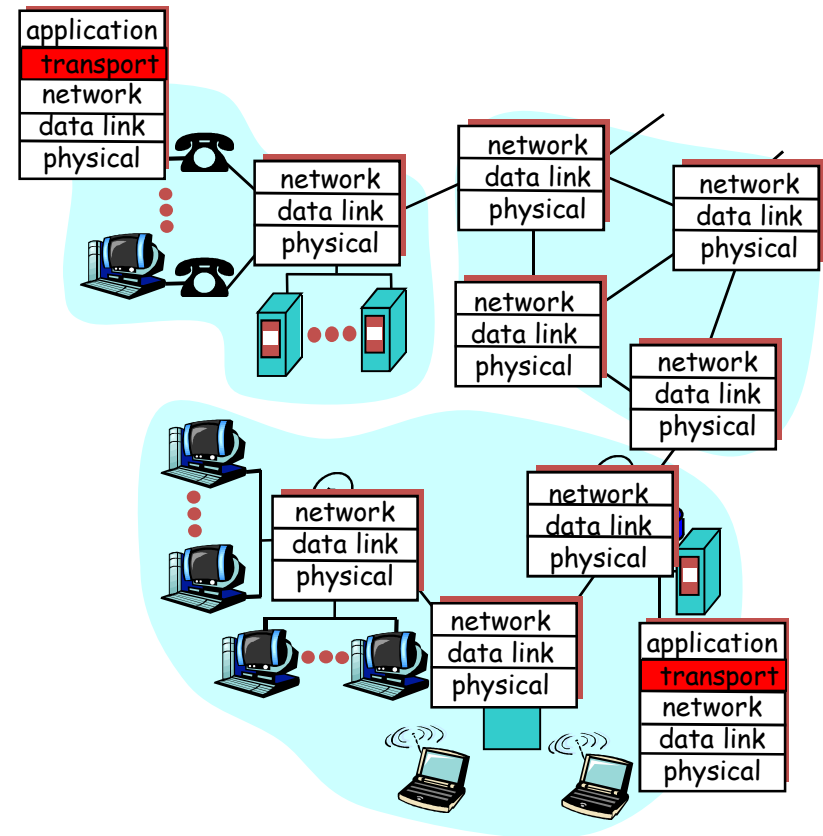 application
transport
network
data link
physical
network
data link
physical
network
data link
physical
network
data link
physical
network
data link
physical
network
data link
physical
network
data link
physical
network
data link
physical
network
data link
physical
application
transport
network
data link
physical